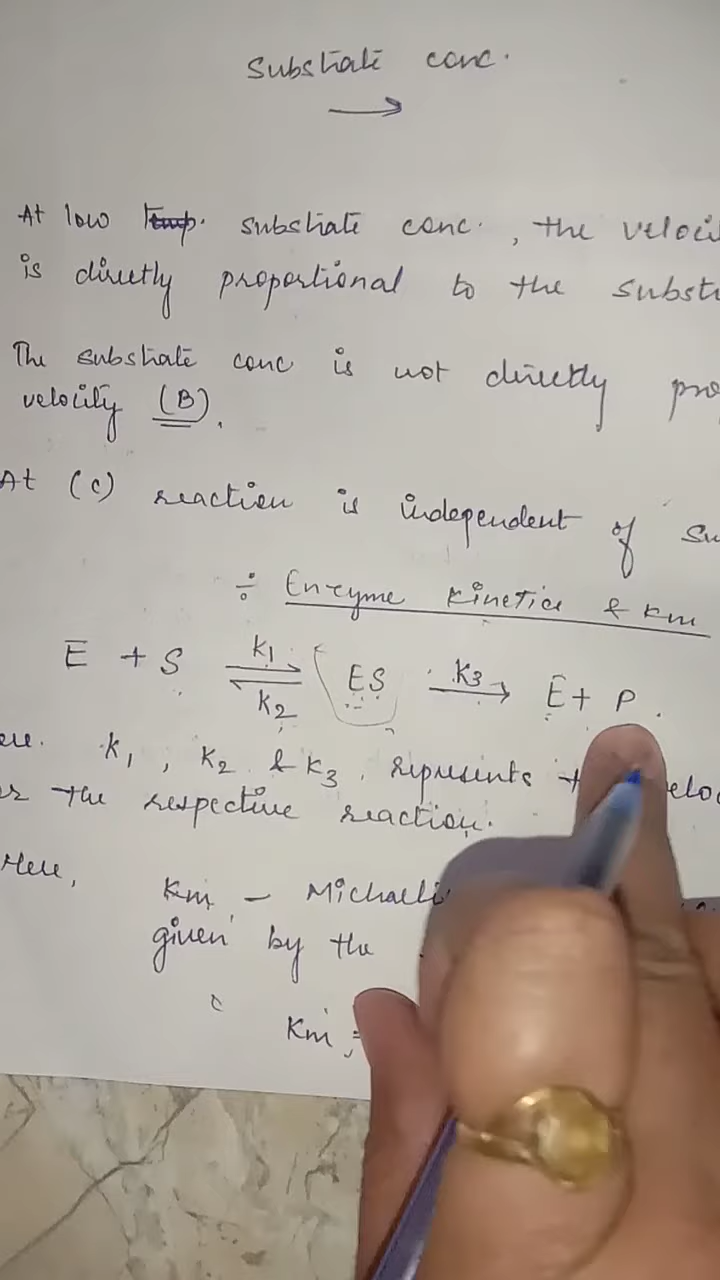 Substrate conc.
→
At low temp. substrate conc., the veloci
is directly proportional to the substr
The substrate conc is not directly pro
velocity (B).
At (c) reaction is independent of su
÷ Enzyme kinetics & km
E + S ⇌ ES → E + P.
k1 k2 k3
k1, k2 & k3, represents veloc
the respective reaction.
Here,
km - Michaeli
given by the
km =